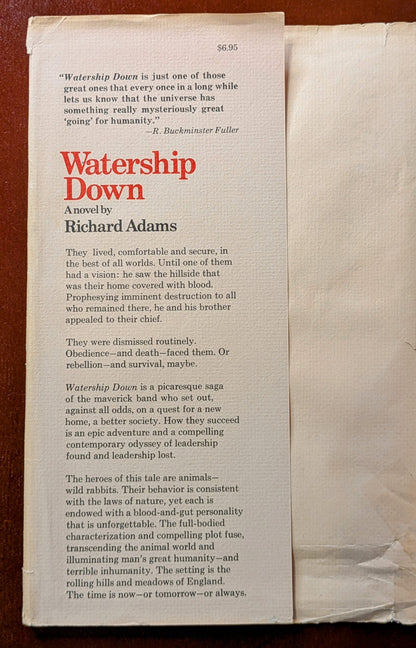 $6.95
"Watership Down is just one of those
great ones that every once in a long while
lets us know that the universe has
something really mysteriously great
'going' for humanity."
—R. Buckminster Fuller
Watership
Down
A novel by
Richard Adams
They lived, comfortable and secure, in
the best of all worlds. Until one of them
had a vision: he saw the hillside that
was their home covered with blood.
Prophesying imminent destruction to all
who remained there, he and his brother
appealed to their chief.
They were dismissed routinely.
Obedience—and death—faced them. Or
rebellion—and survival, maybe.
Watership Down is a picaresque saga
of the maverick band who set out,
against all odds, on a quest for a new
home, a better society. How they succeed
is an epic adventure and a compelling
contemporary odyssey of leadership
found and leadership lost.
The heroes of this tale are animals—
wild rabbits. Their behavior is consistent
with the laws of nature, yet each is
endowed with a blood-and-gut personality
that is unforgettable. The full-bodied
characterization and compelling plot fuse,
transcending the animal world and
illuminating man's great humanity—and
terrible inhumanity. The setting is the
rolling hills and meadows of England.
The time is now—or tomorrow—or always.